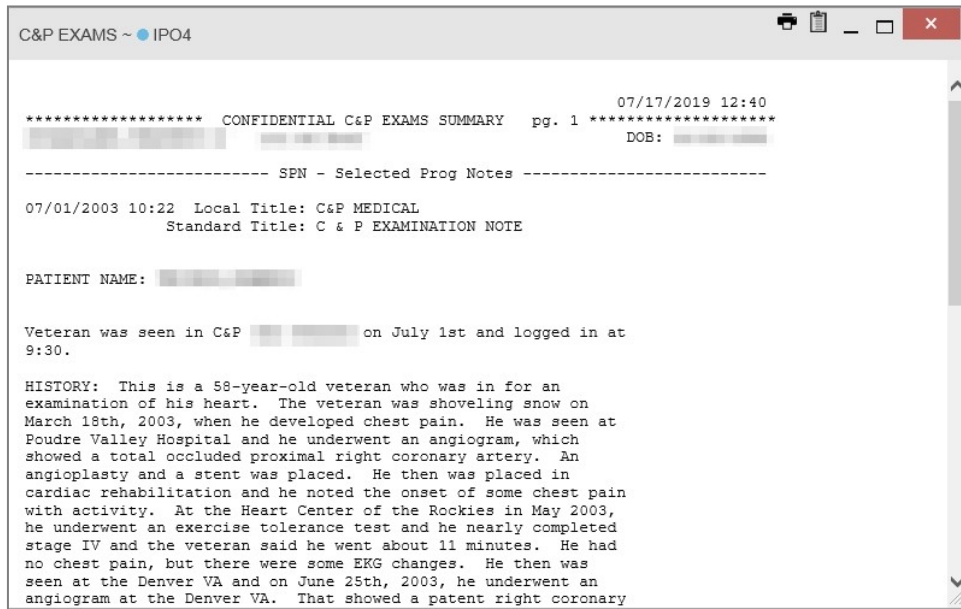 C&P EXAMS ~ IPO4
07/17/2019 12:40
******************* CONFIDENTIAL C&P EXAMS SUMMARY pg. 1 ********************
DOB:
-------------------------- SPN - Selected Prog Notes --------------------------
07/01/2003 10:22 Local Title: C&P MEDICAL
Standard Title: C & P EXAMINATION NOTE
PATIENT NAME:
Veteran was seen in C&P on July 1st and logged in at
9:30.
HISTORY: This is a 58-year-old veteran who was in for an
examination of his heart. The veteran was shoveling snow on
March 18th, 2003, when he developed chest pain. He was seen at
Poudre Valley Hospital and he underwent an angiogram, which
showed a total occluded proximal right coronary artery. An
angioplasty and a stent was placed. He then was placed in
cardiac rehabilitation and he noted the onset of some chest pain
with activity. At the Heart Center of the Rockies in May 2003,
he underwent an exercise tolerance test and he nearly completed
stage IV and the veteran said he went about 11 minutes. He had
no chest pain, but there were some EKG changes. He then was
seen at the Denver VA and on June 25th, 2003, he underwent an
angiogram at the Denver VA. That showed a patent right coronary